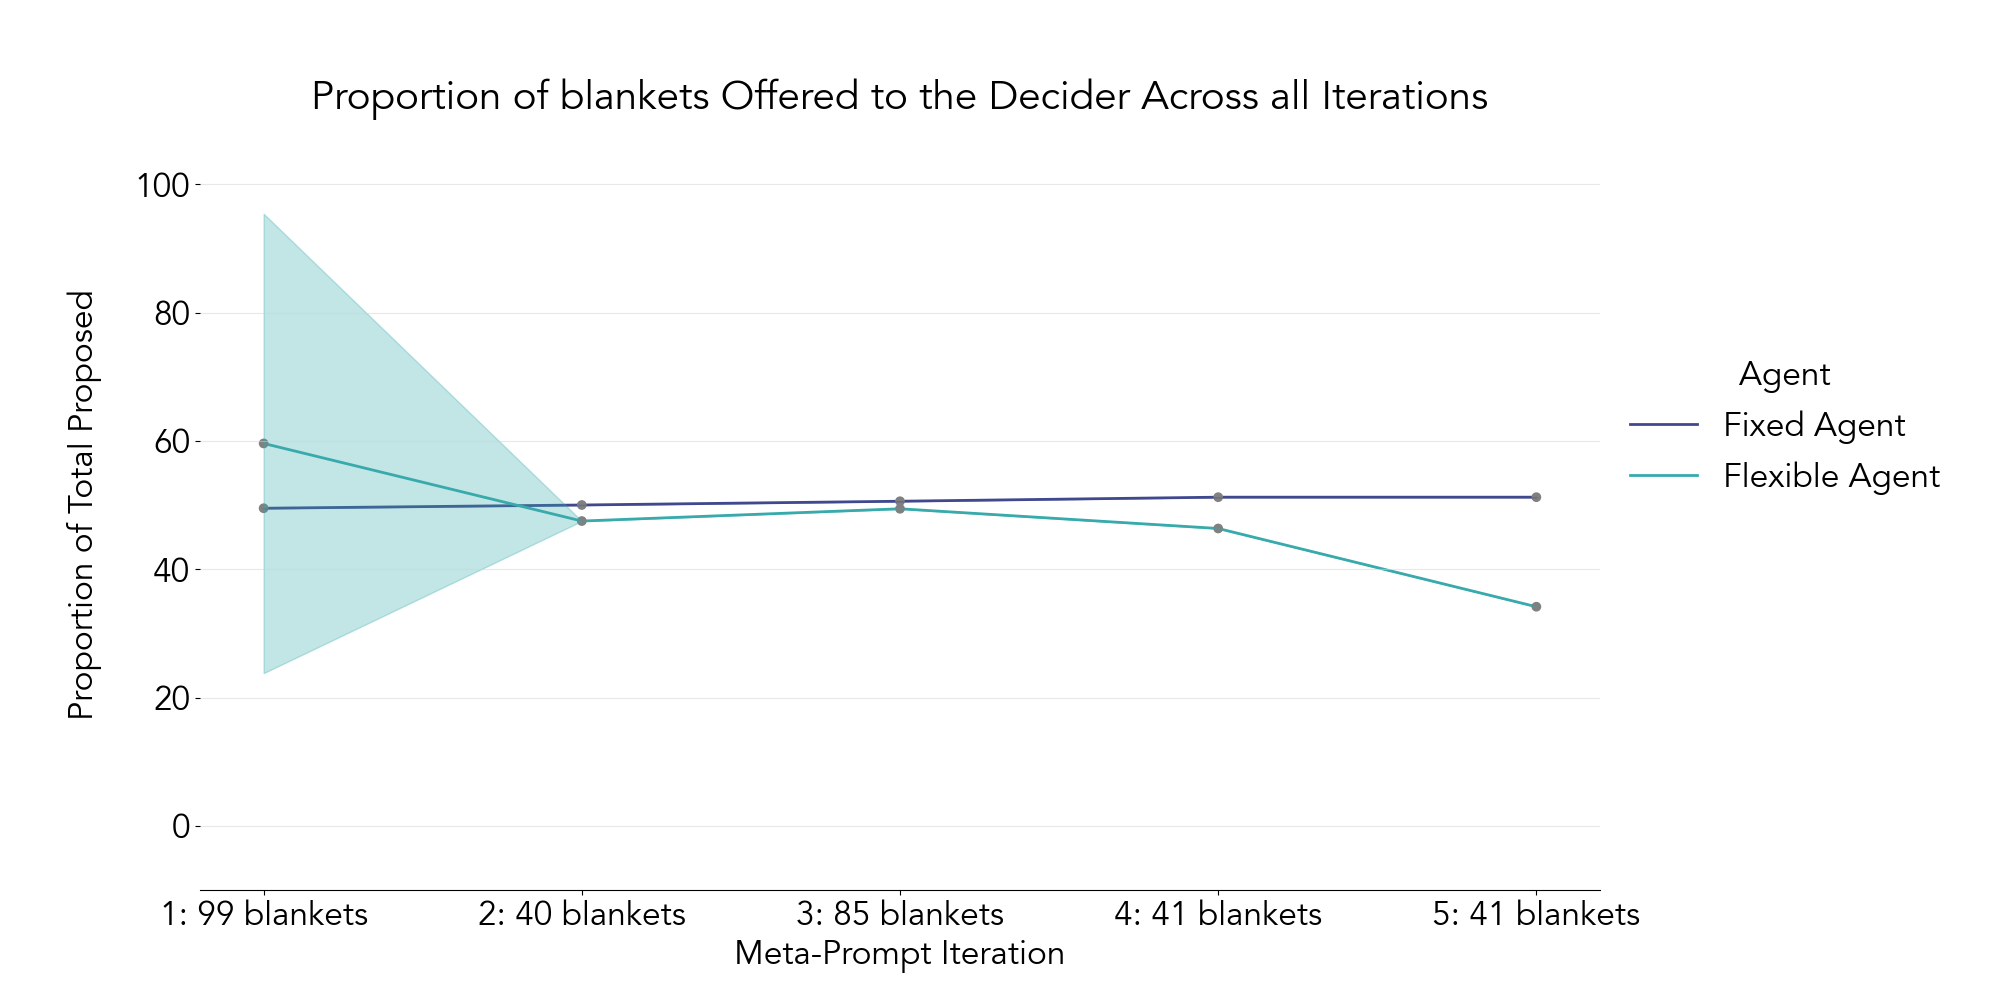 Proportion of blankets Offered to the Decider Across all Iterations
Proportion of Total Proposed
100
80
60
40
20
0
1: 99 blankets
2: 40 blankets
3: 85 blankets
4: 41 blankets
5: 41 blankets
Meta-Prompt Iteration
Agent
Fixed Agent
Flexible Agent